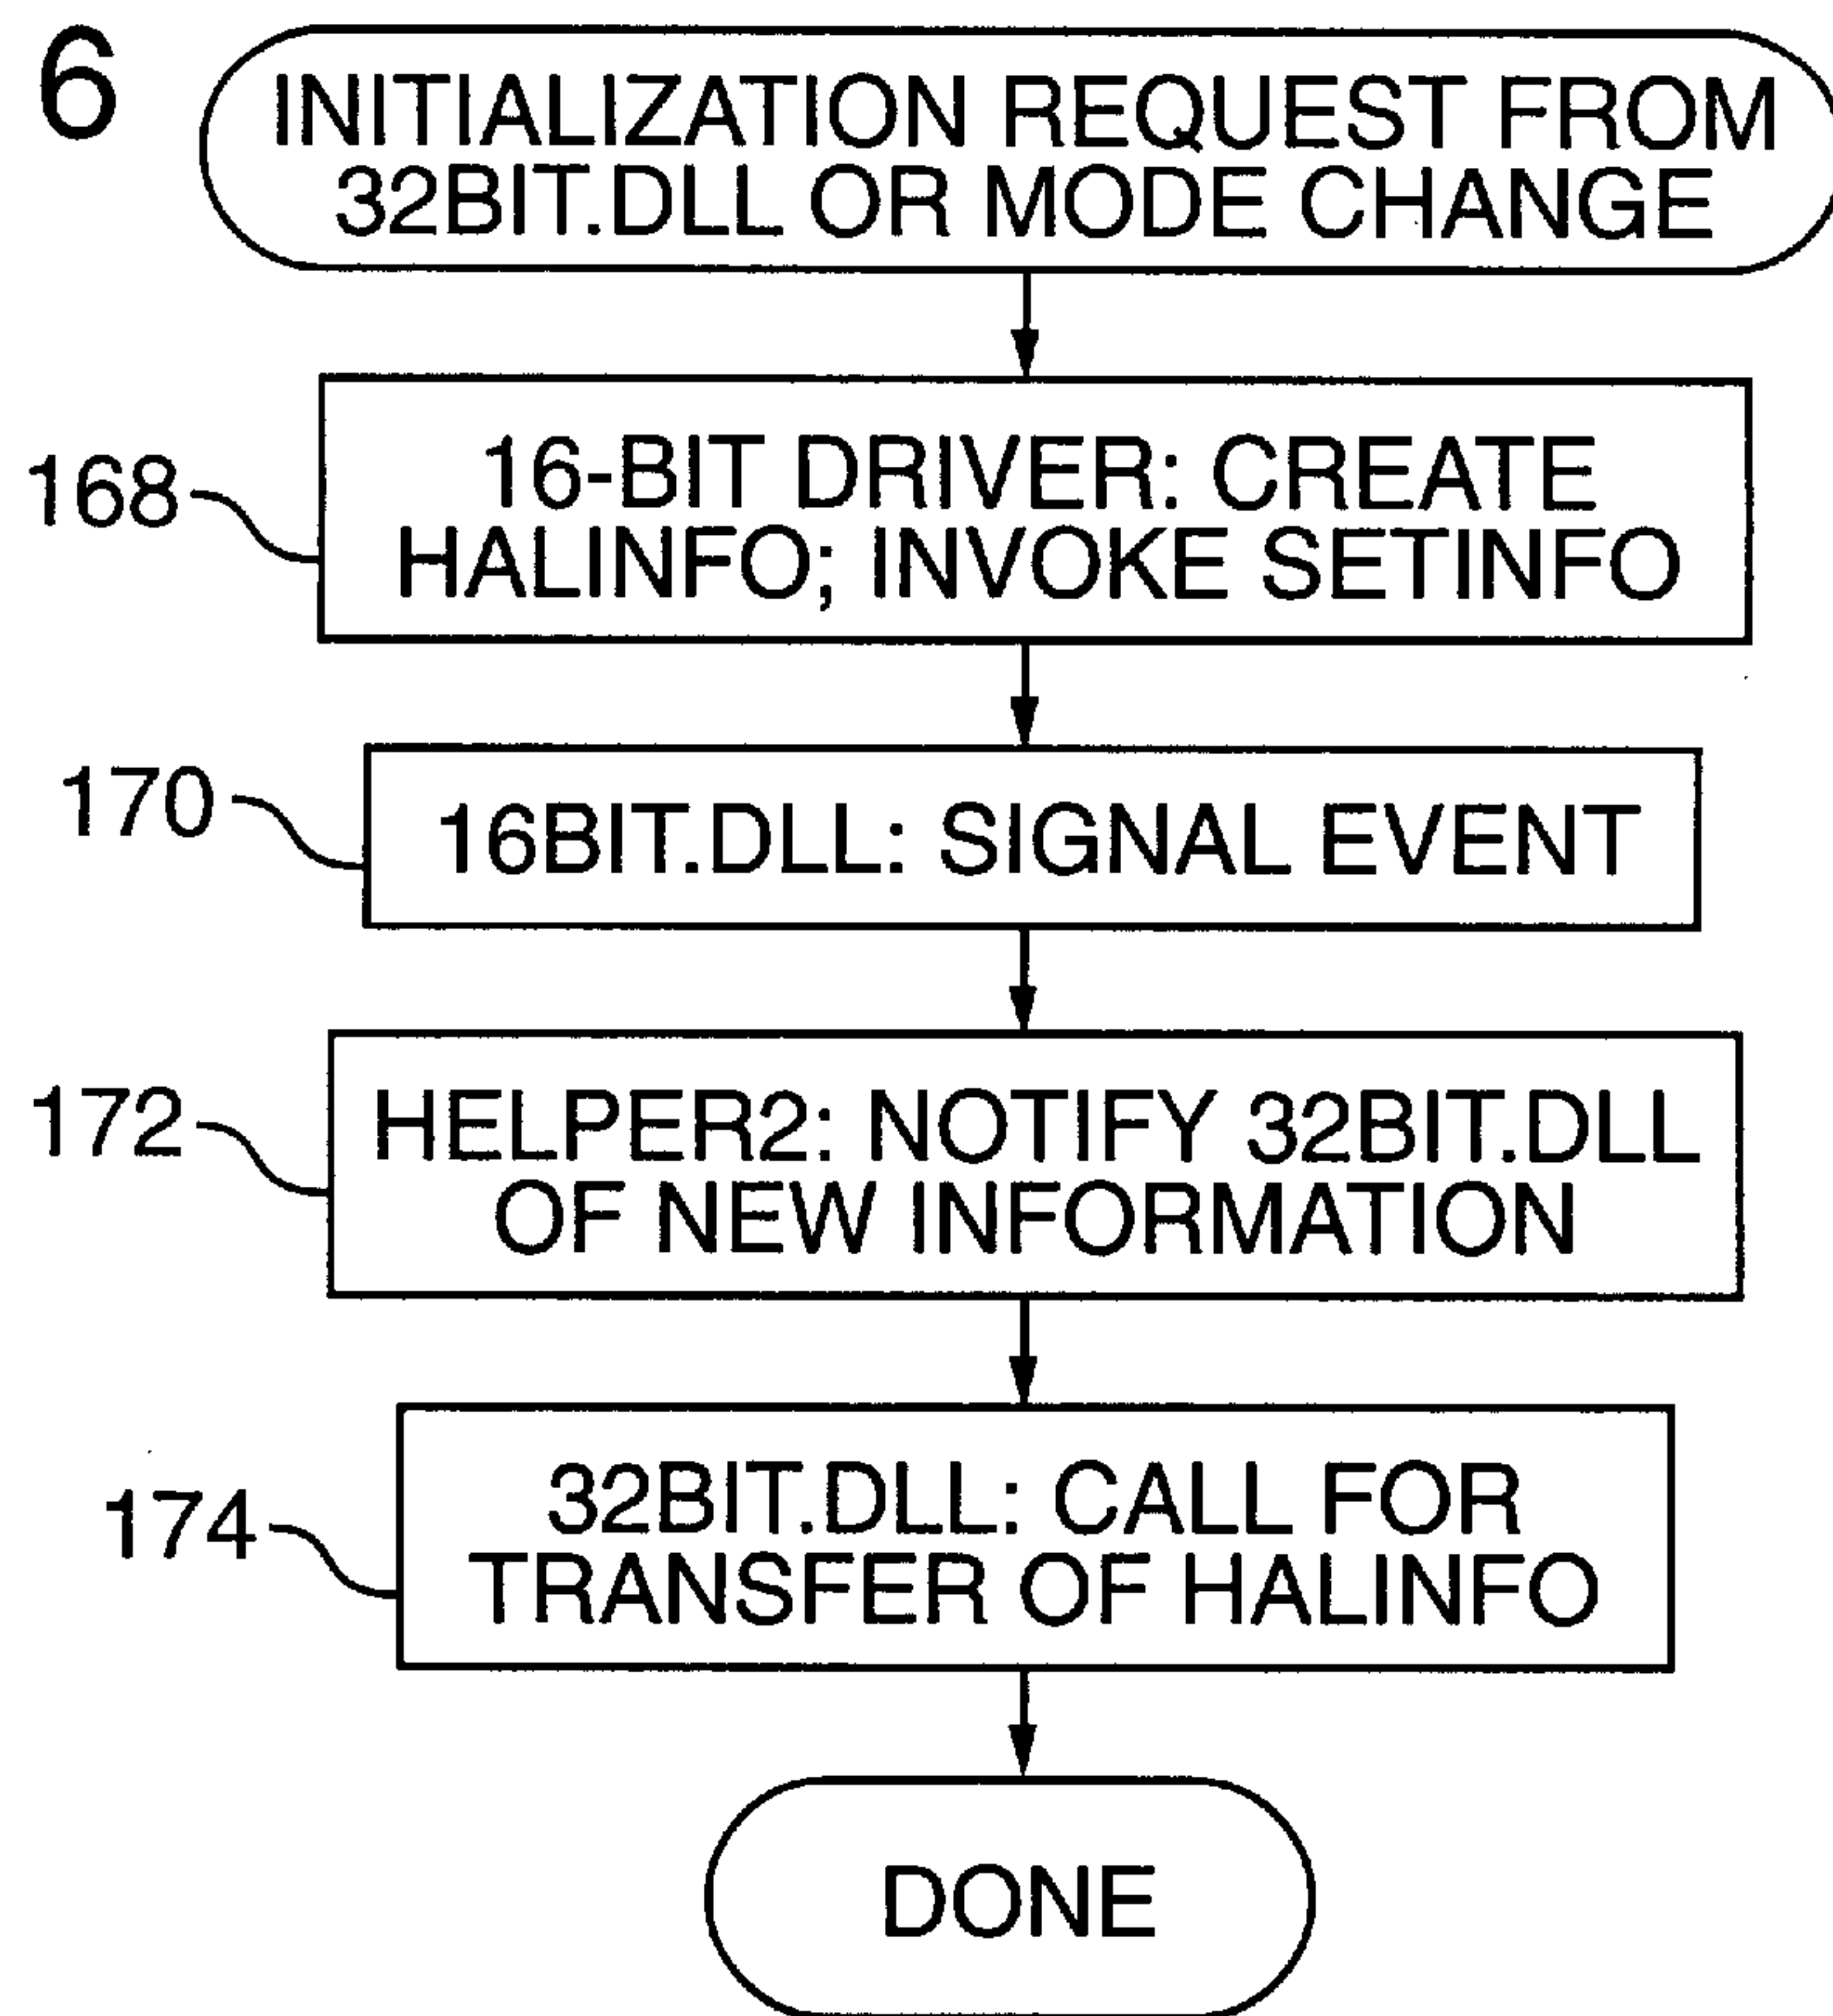 6
INITIALIZATION REQUEST FROM
32BIT.DLL OR MODE CHANGE
168
16-BIT DRIVER: CREATE
HALINFO; INVOKE SETINFO
170
16BIT.DLL: SIGNAL EVENT
172
HELPER2: NOTIFY 32BIT.DLL
OF NEW INFORMATION
174
32BIT.DLL: CALL FOR
TRANSFER OF HALINFO
DONE